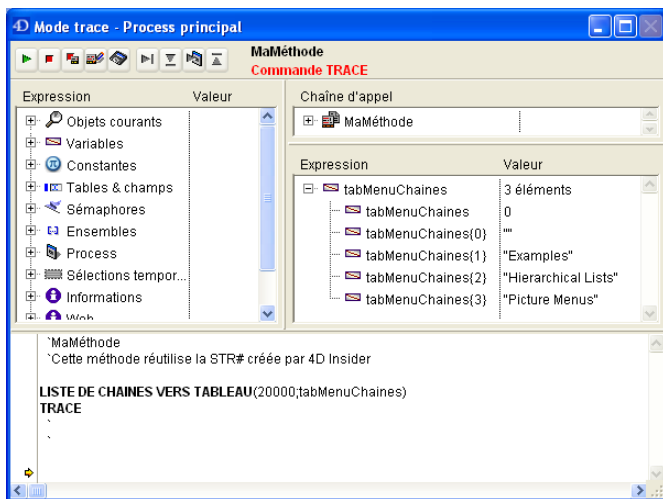 4D Mode trace - Process principal
MaMéthode
Commande TRACE
Expression Valeur
Objets courants
Variables
Constantes
Tables & champs
Sémaphores
Ensembles
Process
Sélections tempor...
Informations
Web
Chaîne d'appel
MaMéthode
Expression Valeur
tabMenuChaines 3 éléments
tabMenuChaines 0
tabMenuChaines{0} ""
tabMenuChaines{1} "Examples"
tabMenuChaines{2} "Hierarchical Lists"
tabMenuChaines{3} "Picture Menus"
`MaMéthode
`Cette méthode réutilise la STR# créée par 4D Insider
LISTE DE CHAINES VERS TABLEAU(20000;tabMenuChaines)
TRACE
`
`